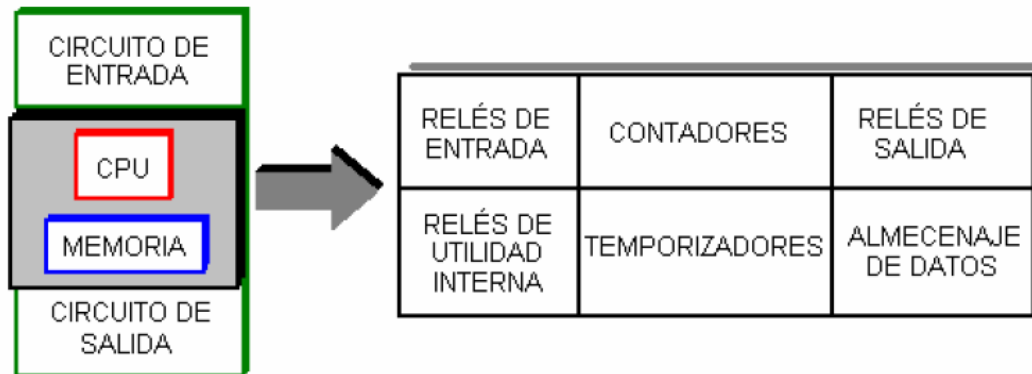 CIRCUITO DE
ENTRADA
CPU
MEMORIA
CIRCUITO DE
SALIDA
RELÉS DE
ENTRADA
CONTADORES
RELÉS DE
SALIDA
RELÉS DE
UTILIDAD
INTERNA
TEMPORIZADORES
ALMECENAJE
DE DATOS